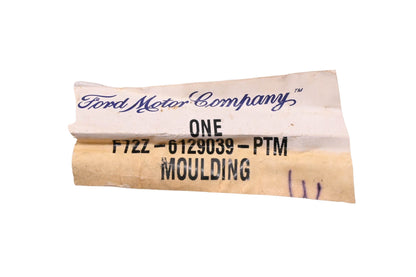 Ford Motor Company™
ONE
F72Z-6129039-PTM
MOULDING